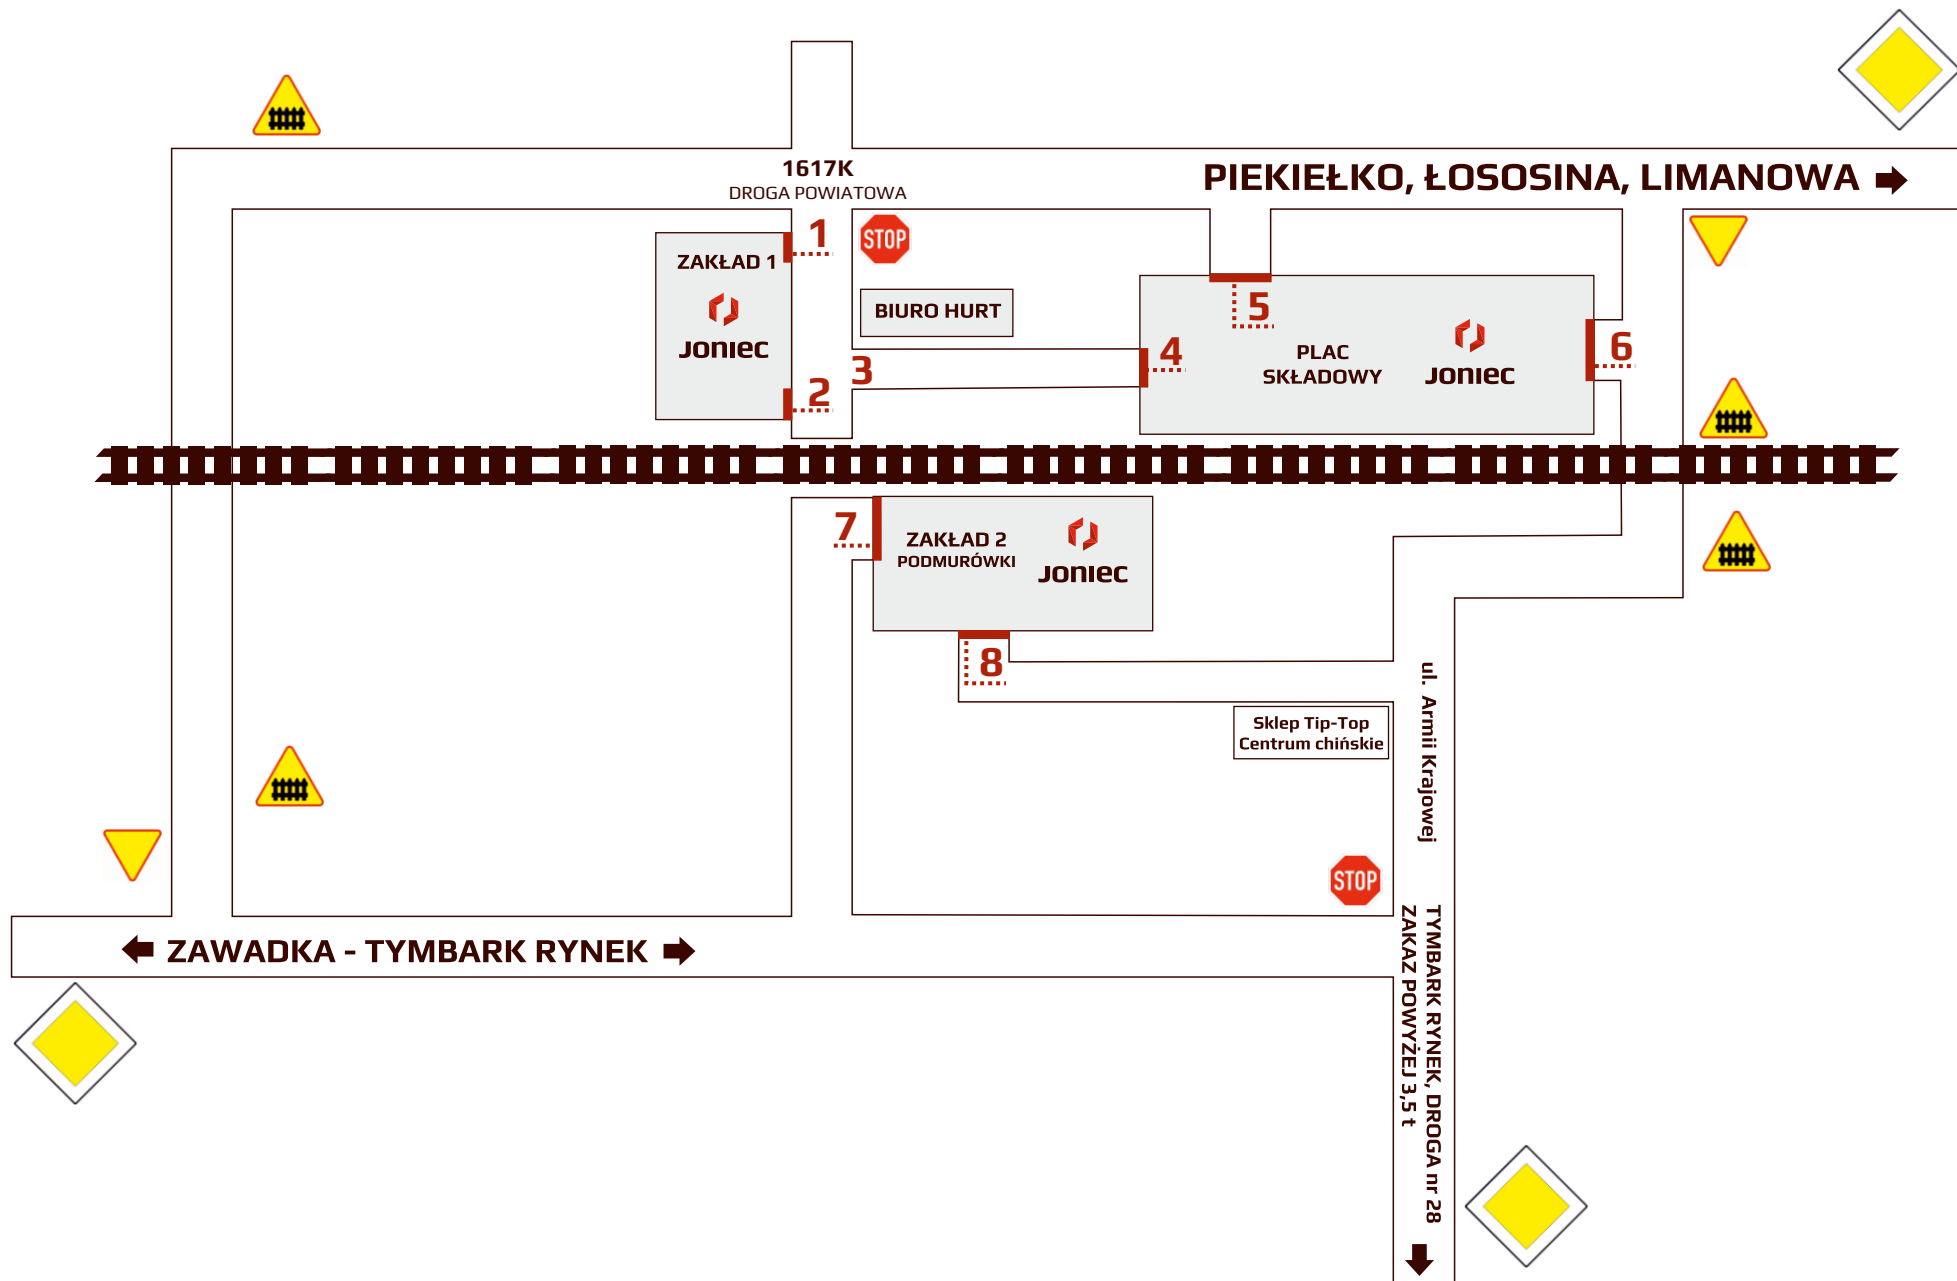 1617K
DROGA POWIATOWA
PIEKIEŁKO, ŁOSOSINA, LIMANOWA
1
STOP
ZAKŁAD 1
JONIEC
2
BIURO HURT
3
4
5
PLAC
SKŁADOWY
JONIEC
6
7
ZAKŁAD 2
PODMURÓWKI
JONIEC
8
Sklep Tip-Top
Centrum chińskie
ul. Armii Krajowej
STOP
ZAWADKA - TYMBARK RYNEK
TYMBARK RYNEK, DROGA nr 28
ZAKAZ POWYŻEJ 3,5 t